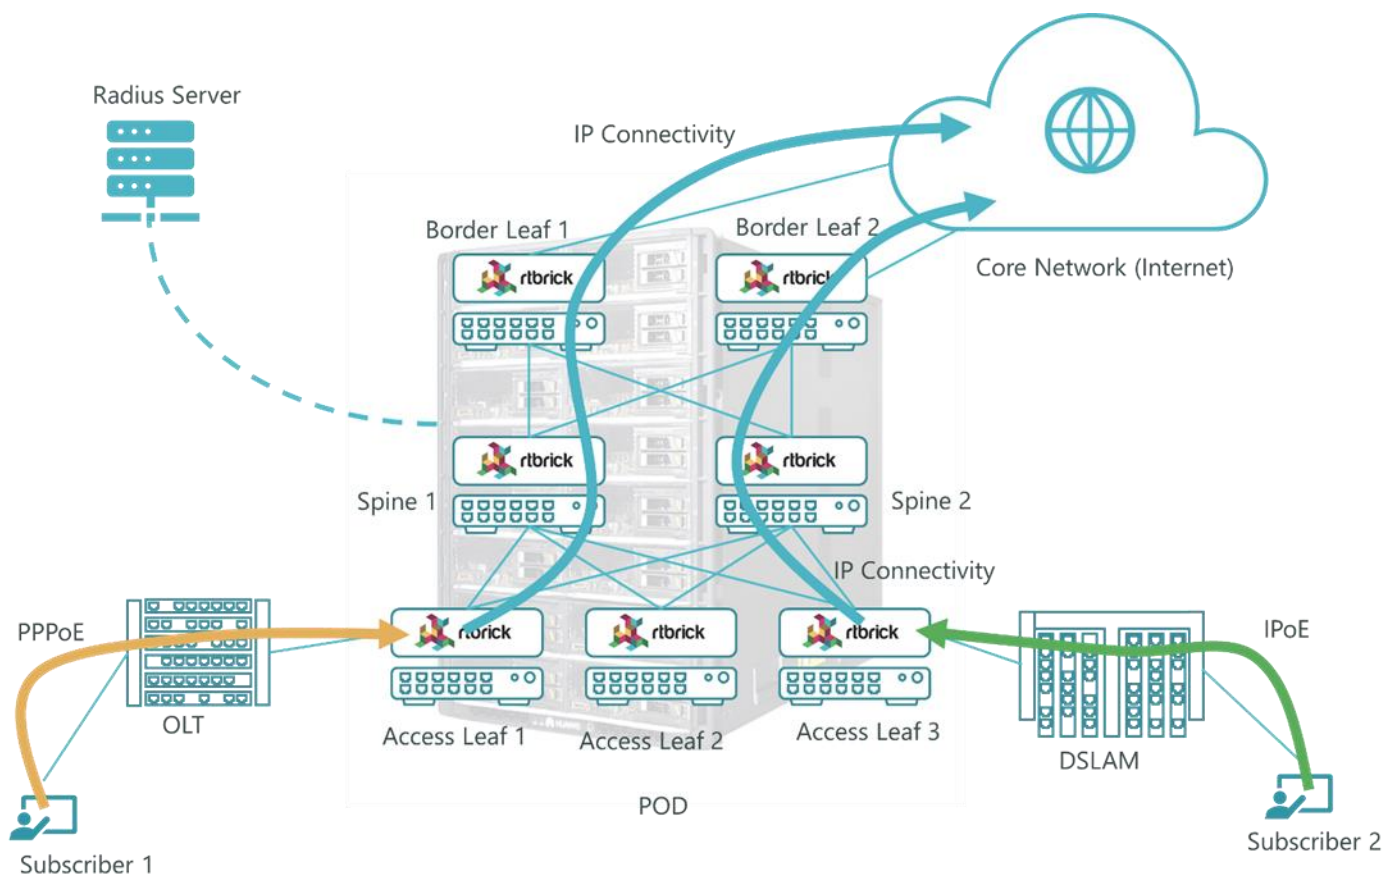 Radius Server
IP Connectivity
Border Leaf 1
Border Leaf 2
Core Network (Internet)
rtbrick
rtbrick
rtbrick
rtbrick
Spine 1
Spine 2
IP Connectivity
PPPoE
rtbrick
rtbrick
rtbrick
IPoE
OLT
Access Leaf 1
Access Leaf 2
Access Leaf 3
DSLAM
POD
Subscriber 1
Subscriber 2